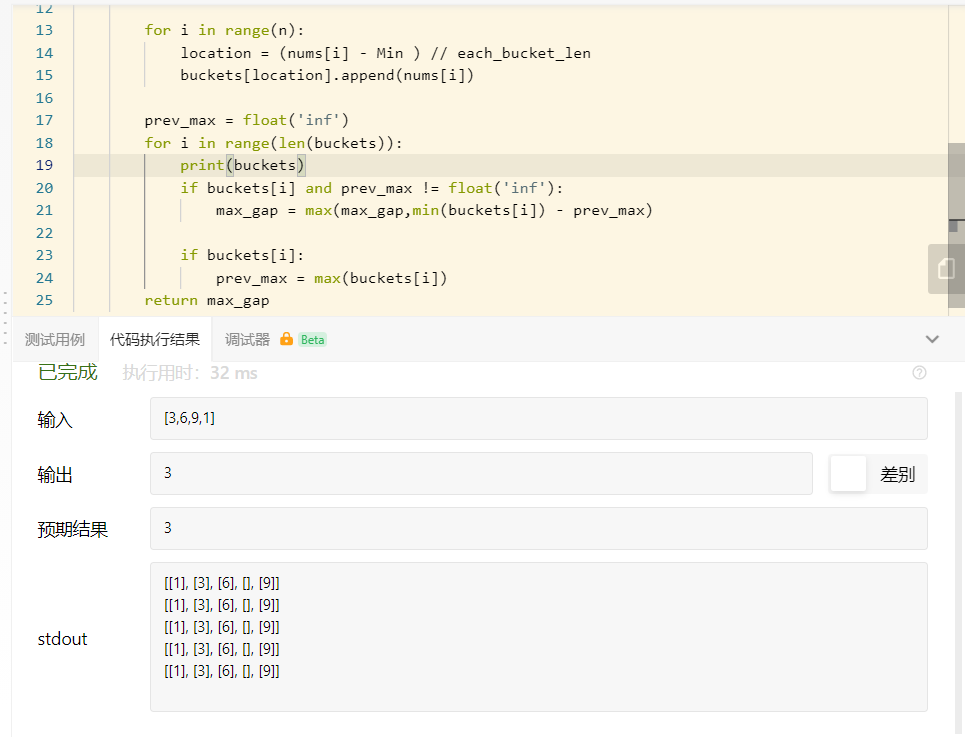 12
13 for i in range(n):
14 location = (nums[i] - Min ) // each_bucket_len
15 buckets[location].append(nums[i])
16
17 prev_max = float('inf')
18 for i in range(len(buckets)):
19 print(buckets)
20 if buckets[i] and prev_max != float('inf'):
21 max_gap = max(max_gap,min(buckets[i]) - prev_max)
22
23 if buckets[i]:
24 prev_max = max(buckets[i])
25 return max_gap
测试用例 代码执行结果 调试器 Beta
已完成 执行用时: 32 ms
输入 [3,6,9,1]
输出 3 差别
预期结果 3
[[1], [3], [6], [], [9]]
[[1], [3], [6], [], [9]]
[[1], [3], [6], [], [9]]
stdout
[[1], [3], [6], [], [9]]
[[1], [3], [6], [], [9]]